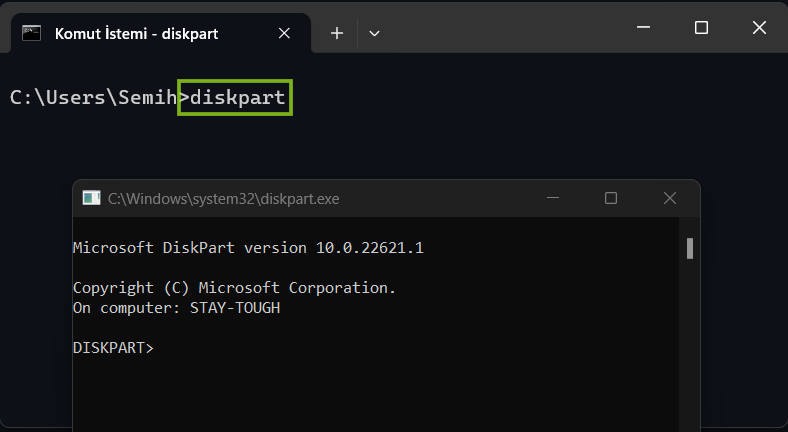 Komut İstemi - diskpart
C:\Users\Semih>diskpart
C:\Windows\system32\diskpart.exe
Microsoft DiskPart version 10.0.22621.1
Copyright (C) Microsoft Corporation.
On computer: STAY-TOUGH
DISKPART>